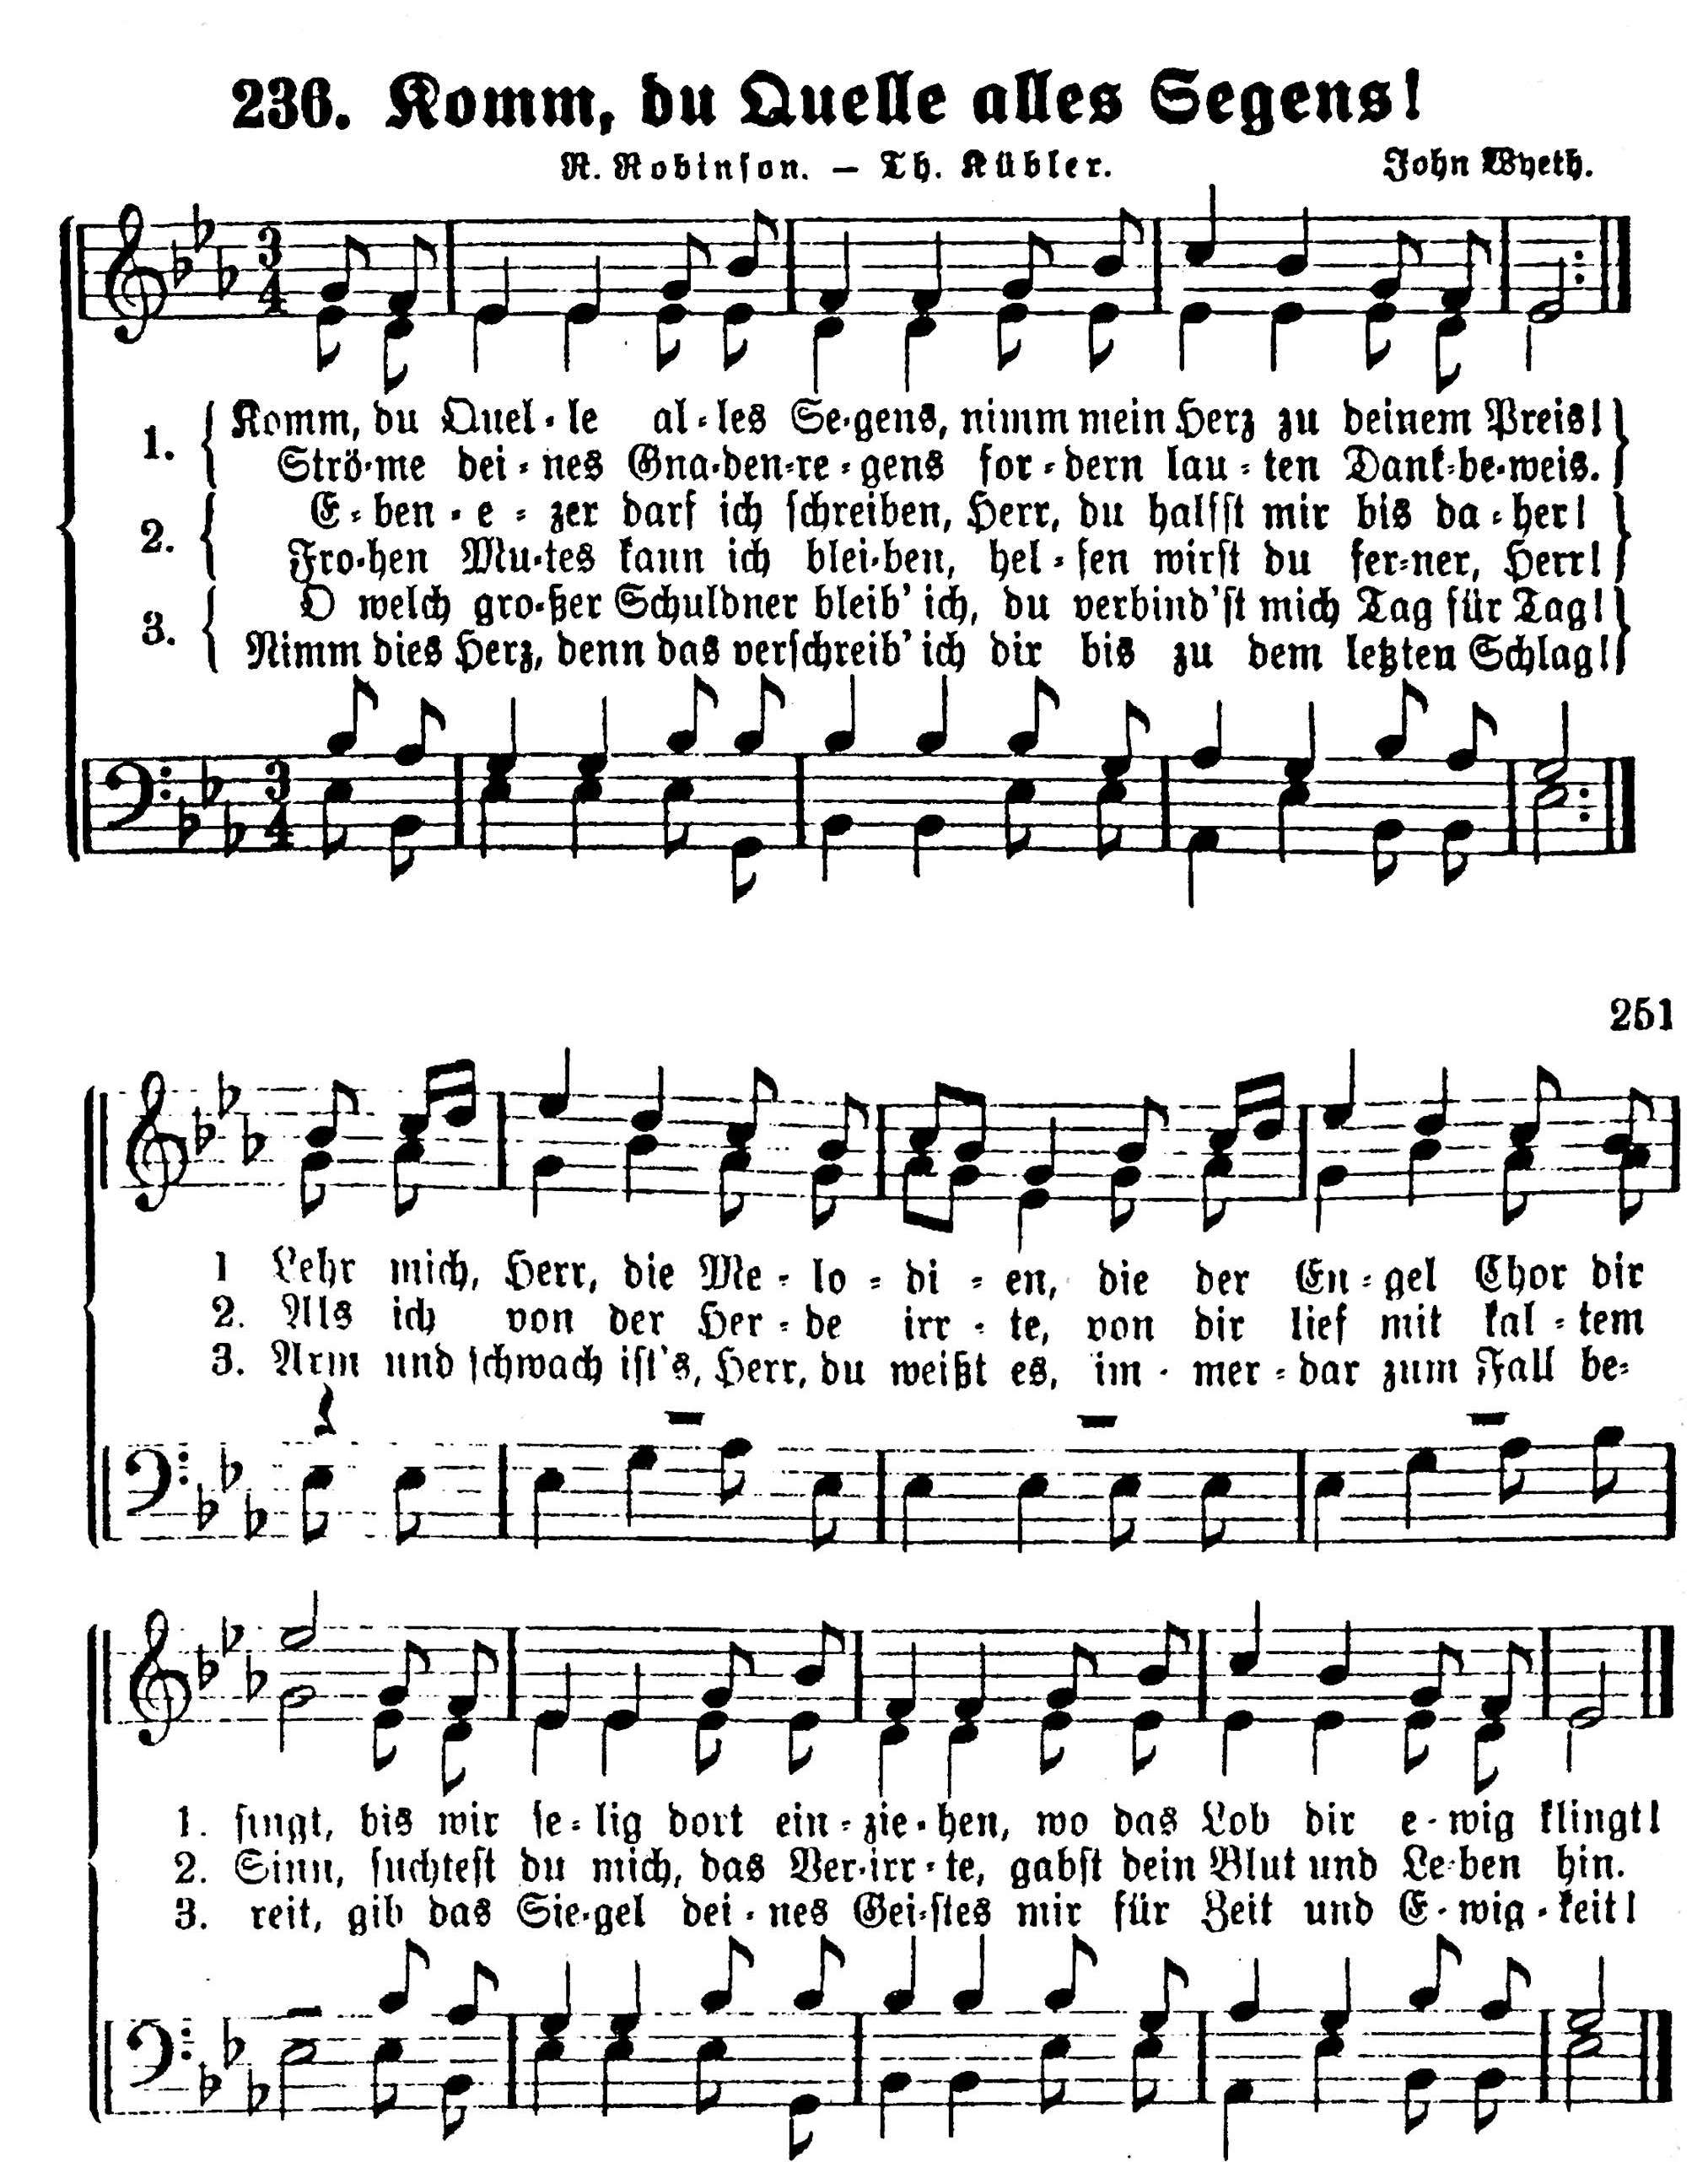 236. Komm, du Quelle alles Segens!
R. Robinson. – Th. Kübler. John Wyeth.
3/4
1. Komm, du Quel-le al-les Se-gens, nimm mein Herz zu deinem Preis!
Strö-me dei-nes Gna-den-re-gens for-dern lau-ten Dank-be-weis.
2. E-ben-e-zer darf ich schreiben, Herr, du halfst mir bis da-her!
Fro-hen Mu-tes kann ich blei-ben, hel-fen wirst du fer-ner, Herr!
3. O welch gro-ßer Schuldner bleib' ich, du verbind'st mich Tag für Tag!
Nimm dies Herz, denn das verschreib' ich dir bis zu dem letzten Schlag!
3/4
251
1 Lehr mich, Herr, die Me-lo-di-en, die der En-gel Chor dir
2. Als ich von der Her-de irr-te, von dir lief mit kal-tem
3. Arm und schwach ist's, Herr, du weißt es, im-mer-dar zum Fall be-
1. singt, bis wir se-lig dort ein-zie-hen, wo das Lob dir e-wig klingt!
2. Sinn, suchtest du mich, das Ver-irr-te, gabst dein Blut und Le-ben hin.
3. reit, gib das Sie-gel dei-nes Gei-stes mir für Zeit und E-wig-keit!